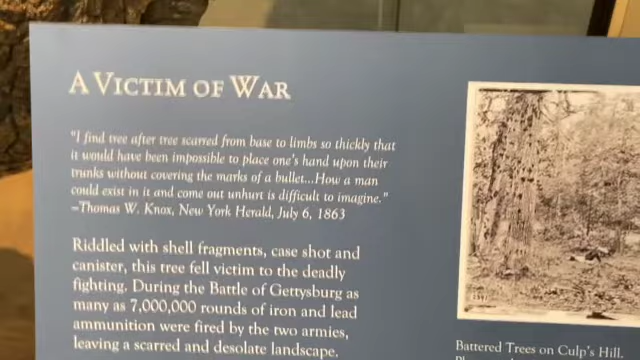 A VICTIM OF WAR
"I find tree after tree scarred from base to limbs so thickly that
it would have been impossible to place one's hand upon their
trunks without covering the marks of a bullet...How a man
could exist in it and come out unhurt is difficult to imagine."
–Thomas W. Knox, New York Herald, July 6, 1863
Riddled with shell fragments, case shot and
canister, this tree fell victim to the deadly
fighting. During the Battle of Gettysburg as
many as 7,000,000 rounds of iron and lead
ammunition were fired by the two armies,
leaving a scarred and desolate landscape.
Battered Trees on Culp's Hill.